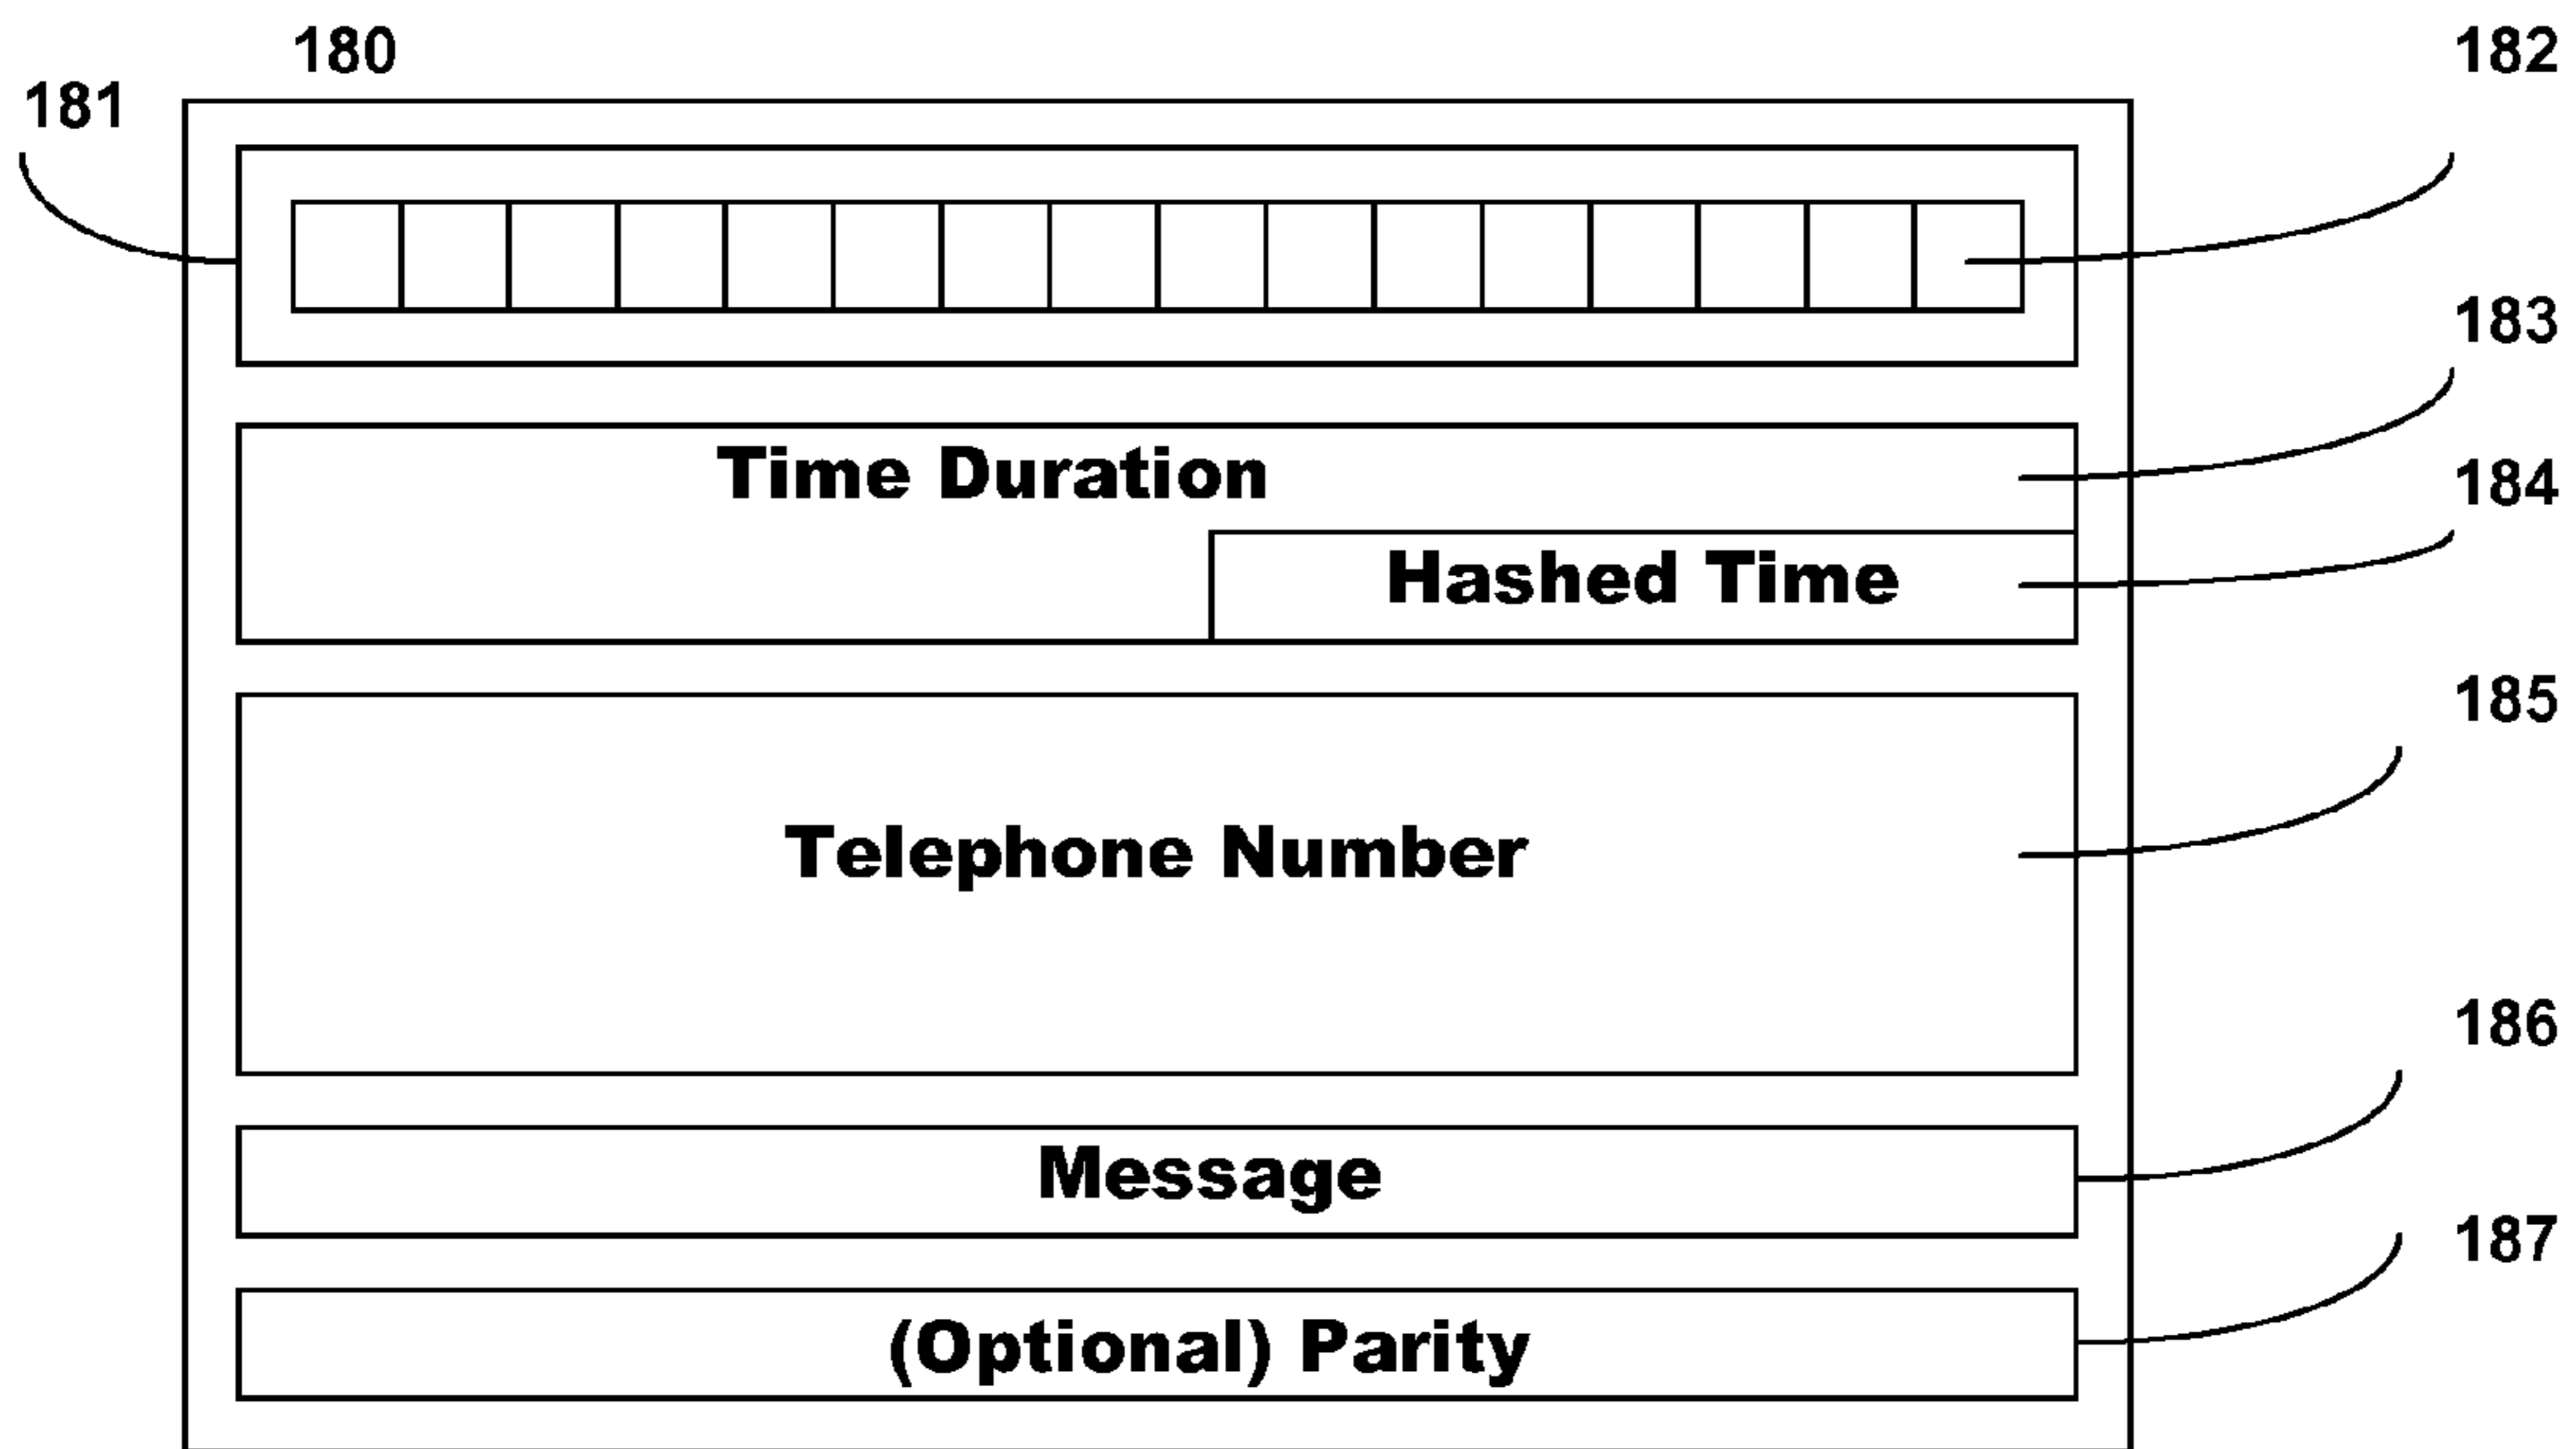 180
182
181
183
Time Duration
184
Hashed Time
185
Telephone Number
186
Message
187
(Optional) Parity